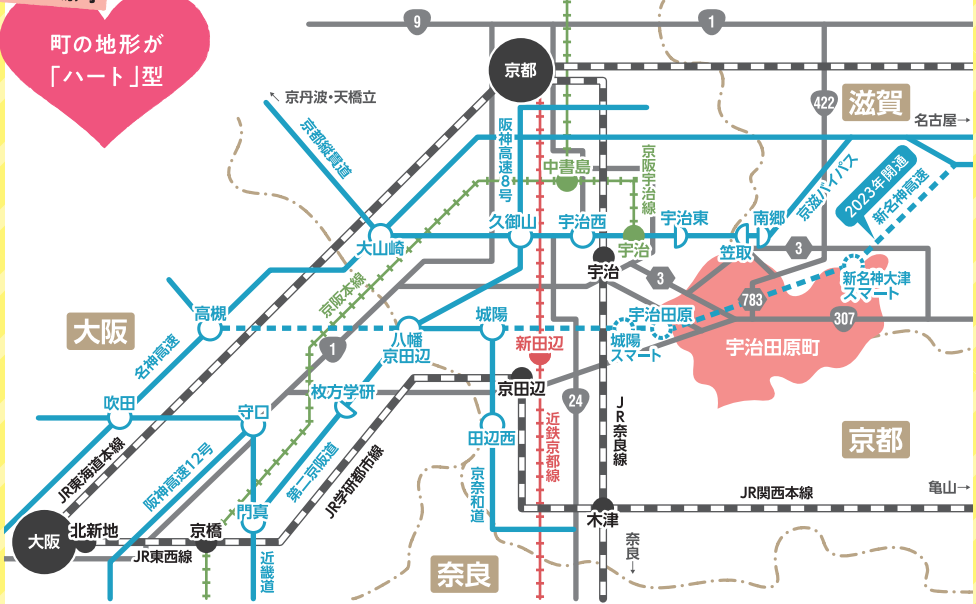 町の地形が
「ハート」型
9
1
京都
422
滋賀
名古屋→
京丹波・天橋立
京都縦貫道
阪神高速8号
中書島
京阪宇治線
京滋バイパス
2023年開通
新名神高速
大山崎
久御山
宇治西
宇治
宇治東
笠取
南郷
3
宇治
3
新名神大津
スマート
783
京阪本線
高槻
大阪
名神高速
1
八幡
京田辺
城陽
新田辺
城陽
スマート
宇治田原
307
宇治田原町
京田辺
24
枚方学研
吹田
守口
田辺西
近鉄京都線
JR奈良線
京都
JR東海道本線
阪神高速12号
第二京阪道
JR学研都市線
京奈和道
JR関西本線
亀山→
門真
木津
大阪
北新地
京橋
JR東西線
近畿道
奈良
奈良→